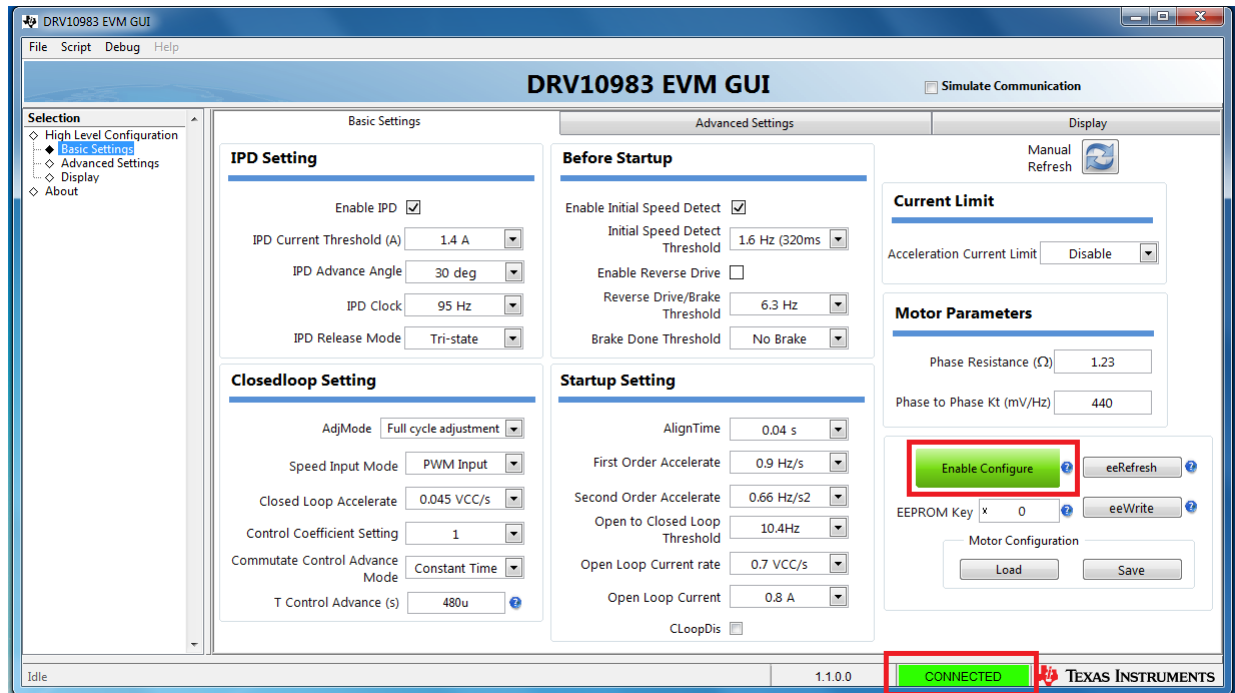 DRV10983 EVM GUI
File Script Debug Help
DRV10983 EVM GUI
Simulate Communication
Selection
High Level Configuration
Basic Settings
Advanced Settings
Display
About
Basic Settings
Advanced Settings
Display
IPD Setting
Enable IPD
IPD Current Threshold (A) 1.4 A
IPD Advance Angle 30 deg
IPD Clock 95 Hz
IPD Release Mode Tri-state
Before Startup
Enable Initial Speed Detect
Initial Speed Detect
Threshold 1.6 Hz (320ms
Enable Reverse Drive
Reverse Drive/Brake
Threshold 6.3 Hz
Brake Done Threshold No Brake
Manual
Refresh
Current Limit
Acceleration Current Limit Disable
Motor Parameters
Phase Resistance (Ω) 1.23
Phase to Phase Kt (mV/Hz) 440
Closedloop Setting
AdjMode Full cycle adjustment
Speed Input Mode PWM Input
Closed Loop Accelerate 0.045 VCC/s
Control Coefficient Setting 1
Commutate Control Advance
Mode Constant Time
T Control Advance (s) 480u ?
Startup Setting
AlignTime 0.04 s
First Order Accelerate 0.9 Hz/s
Second Order Accelerate 0.66 Hz/s2
Open to Closed Loop
Threshold 10.4Hz
Open Loop Current rate 0.7 VCC/s
Open Loop Current 0.8 A
CLoopDis
Enable Configure ? eeRefresh ?
EEPROM Key x 0 ? eeWrite ?
Motor Configuration
Load Save
Idle 1.1.0.0 CONNECTED TEXAS INSTRUMENTS